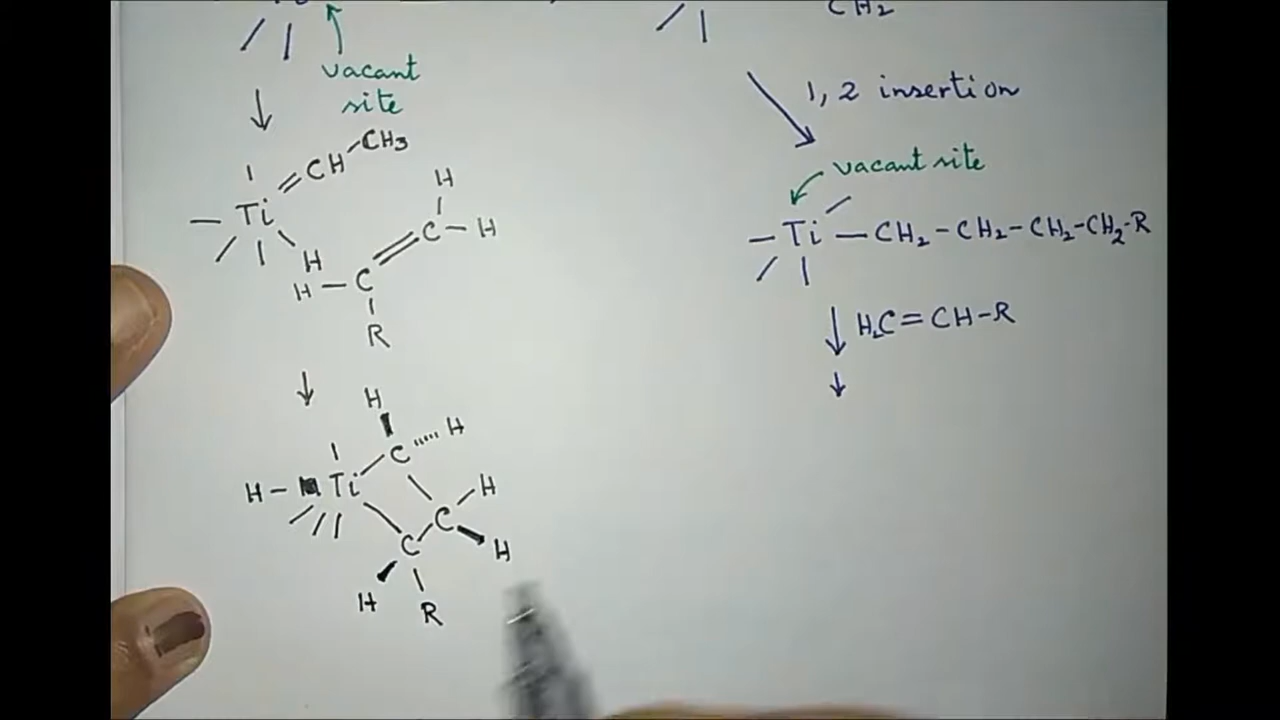 CH2
vacant
site
1, 2 insertion
CH3
CH
Ti
H
H
C
H
H
C
R
vacant site
Ti — CH2 - CH2 - CH2 - CH2 - R
H2C = CH - R
H
C
H
H - Ti
H
C
C
H
H
R